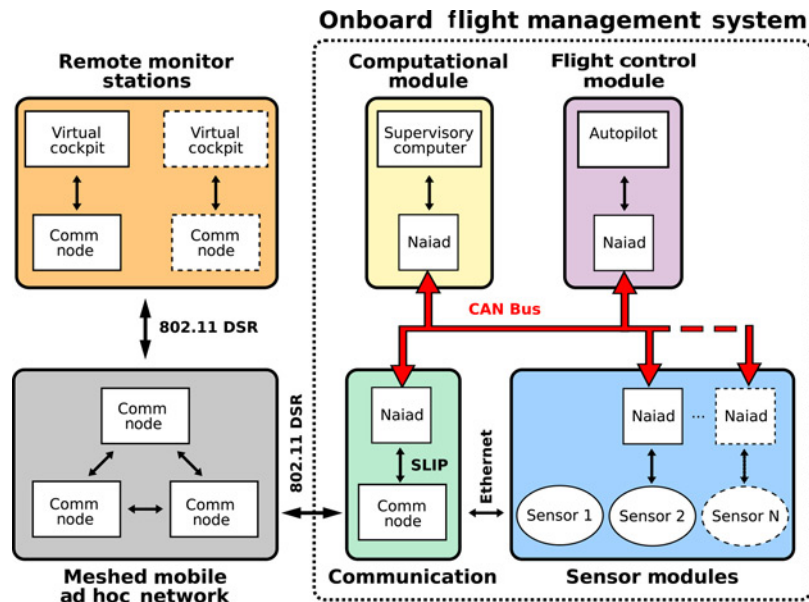 Onboard flight management system
Remote monitor
stations
Computational
module
Flight control
module
Virtual
cockpit
Virtual
cockpit
Supervisory
computer
Autopilot
Comm
node
Comm
node
Naiad
Naiad
CAN Bus
802.11 DSR
Comm
node
Comm
node
Comm
node
802.11 DSR
Naiad
SLIP
Comm
node
Ethernet
Naiad
...
Naiad
Sensor 1
Sensor 2
Sensor N
Meshed mobile
ad hoc network
Communication
Sensor modules